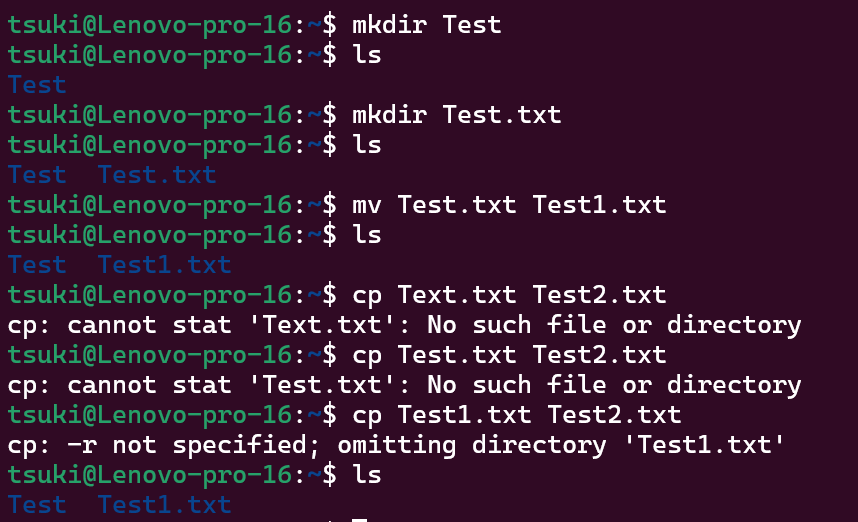 tsuki@Lenovo-pro-16:~$ mkdir Test
tsuki@Lenovo-pro-16:~$ ls
Test
tsuki@Lenovo-pro-16:~$ mkdir Test.txt
tsuki@Lenovo-pro-16:~$ ls
Test  Test.txt
tsuki@Lenovo-pro-16:~$ mv Test.txt Test1.txt
tsuki@Lenovo-pro-16:~$ ls
Test  Test1.txt
tsuki@Lenovo-pro-16:~$ cp Text.txt Test2.txt
cp: cannot stat 'Text.txt': No such file or directory
tsuki@Lenovo-pro-16:~$ cp Test.txt Test2.txt
cp: cannot stat 'Test.txt': No such file or directory
tsuki@Lenovo-pro-16:~$ cp Test1.txt Test2.txt
cp: -r not specified; omitting directory 'Test1.txt'
tsuki@Lenovo-pro-16:~$ ls
Test  Test1.txt